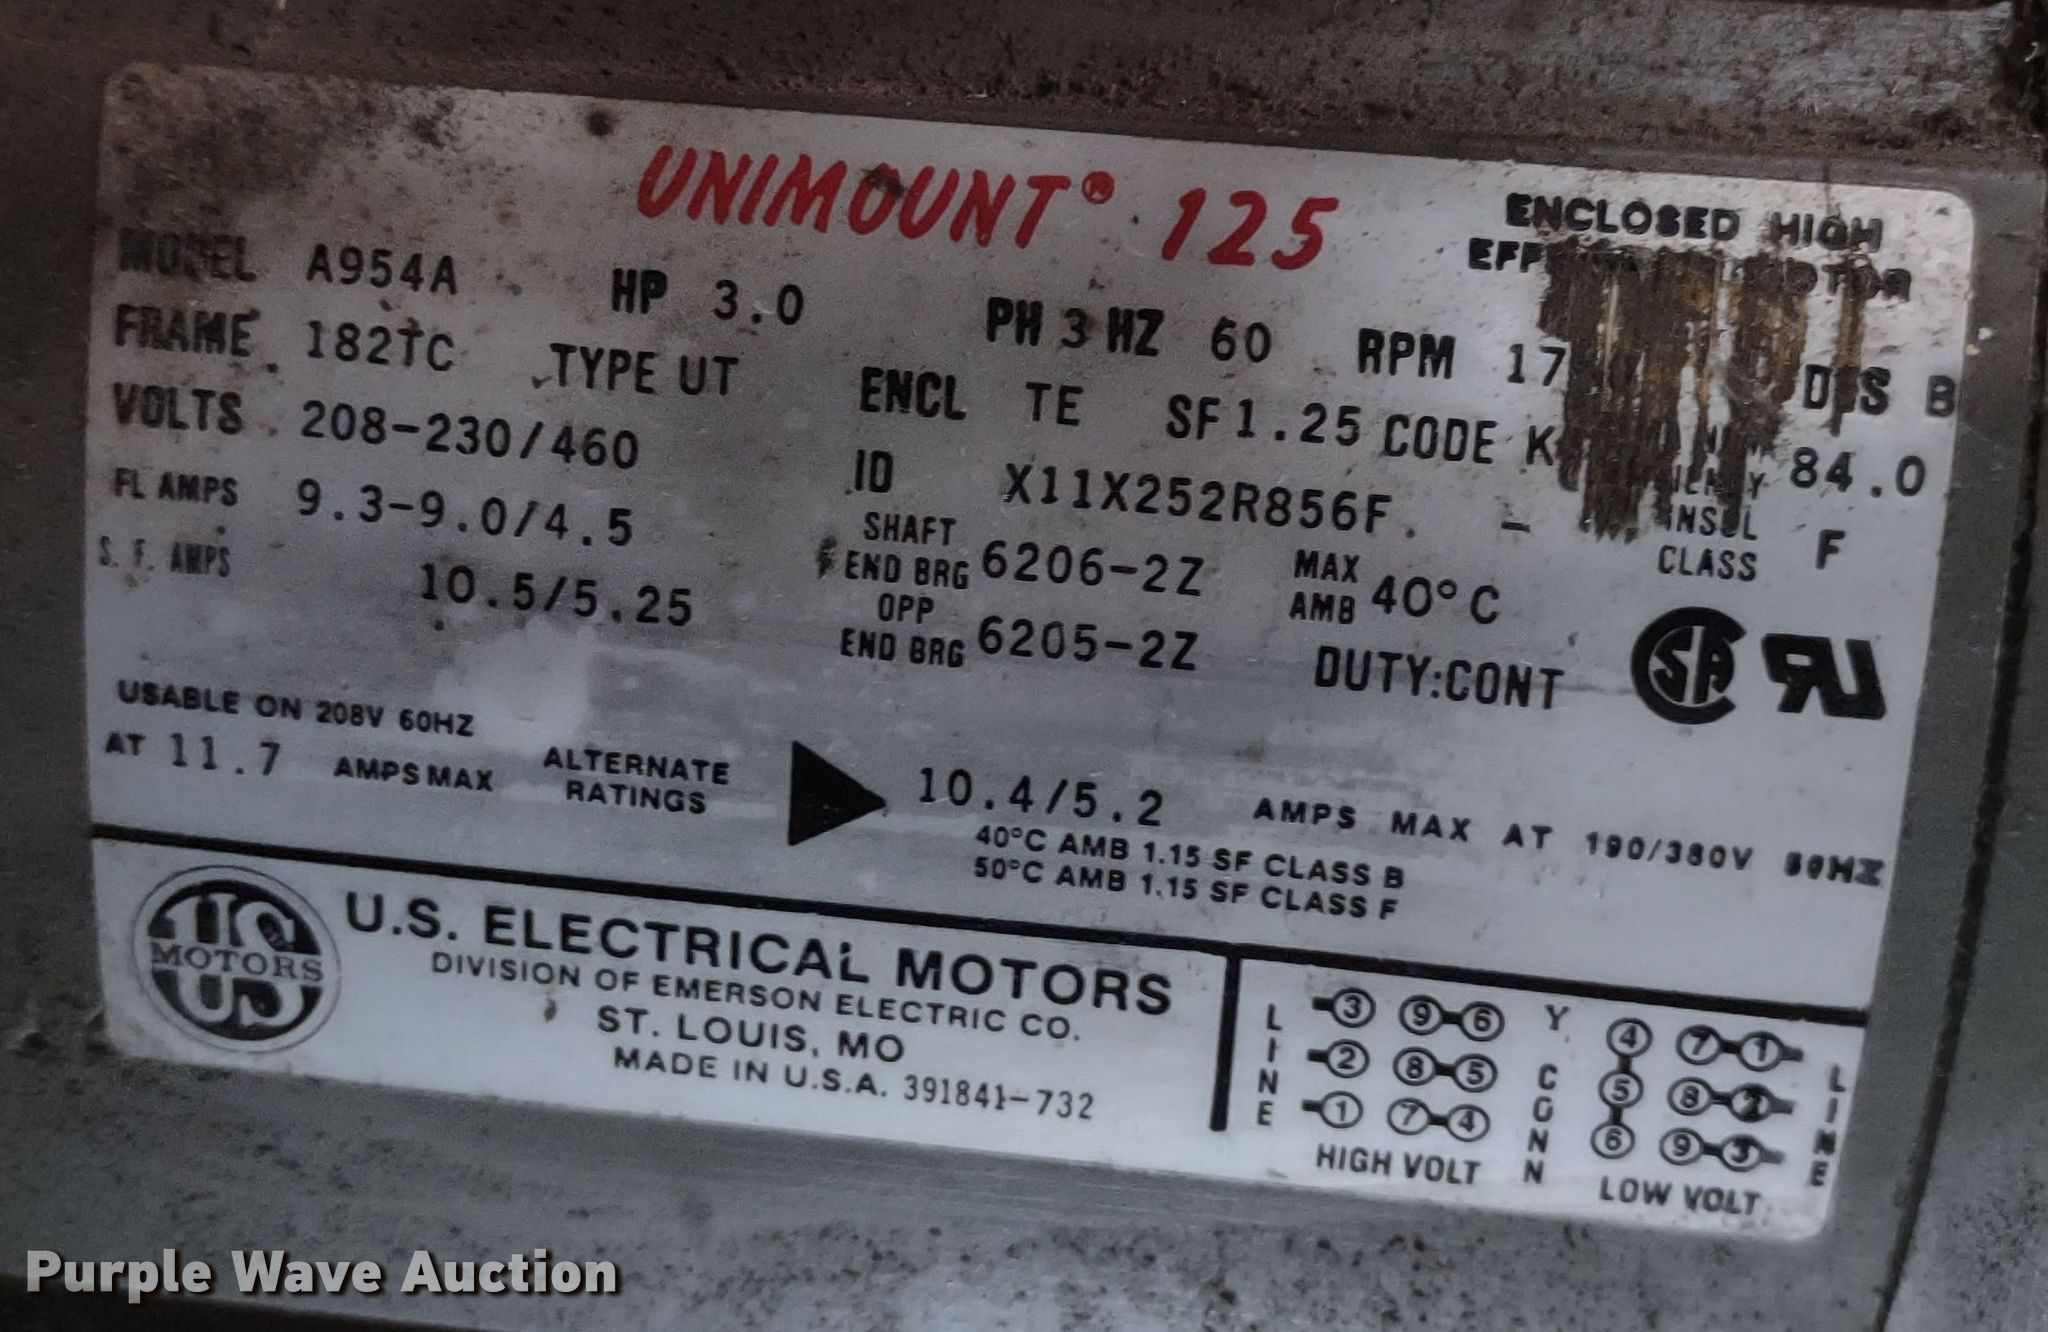 UNIMOUNT® 125
ENCLOSED HIGH
MODEL A954A HP 3.0 PH 3 HZ 60 RPM
FRAME 182TC TYPE UT ENCL TE SF 1.25 CODE K DES B
VOLTS 208-230/460 ID X11X252R856F - 84.0
FL AMPS 9.3-9.0/4.5 SHAFT END BRG 6206-2Z MAX AMB 40°C INSUL CLASS F
S. F. AMPS 10.5/5.25 OPP END BRG 6205-2Z DUTY:CONT
SA
USABLE ON 208V 60HZ
AT 11.7 AMPS MAX ALTERNATE RATINGS 10.4/5.2 AMPS MAX AT 190/380V 50HZ
40°C AMB 1.15 SF CLASS B
50°C AMB 1.15 SF CLASS F
US MOTORS US
U.S. ELECTRICAL MOTORS
DIVISION OF EMERSON ELECTRIC CO.
ST. LOUIS, MO
MADE IN U.S.A. 391841-732
LINE
3 9 6
2 8 5
1 7 4
HIGH VOLT
Y CONN
4 7 1
5 8 2
6 9 3
LOW VOLT
LINE
Purple Wave Auction